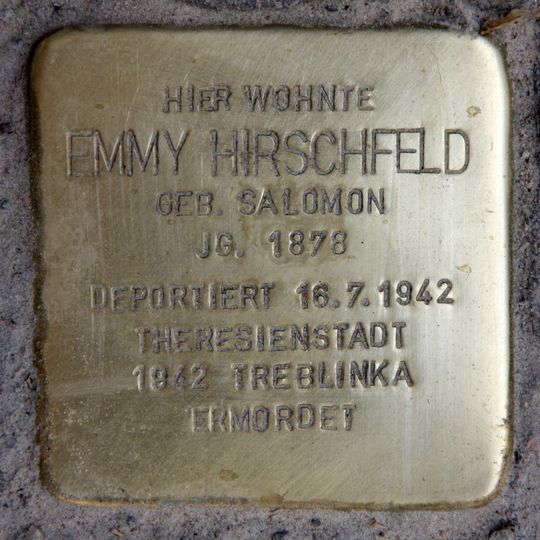 HIER WOHNTE
EMMY HIRSCHFELD
GEB. SALOMON
JG. 1878
DEPORTIERT 16.7.1942
THERESIENSTADT
1942 TREBLINKA
ERMORDET